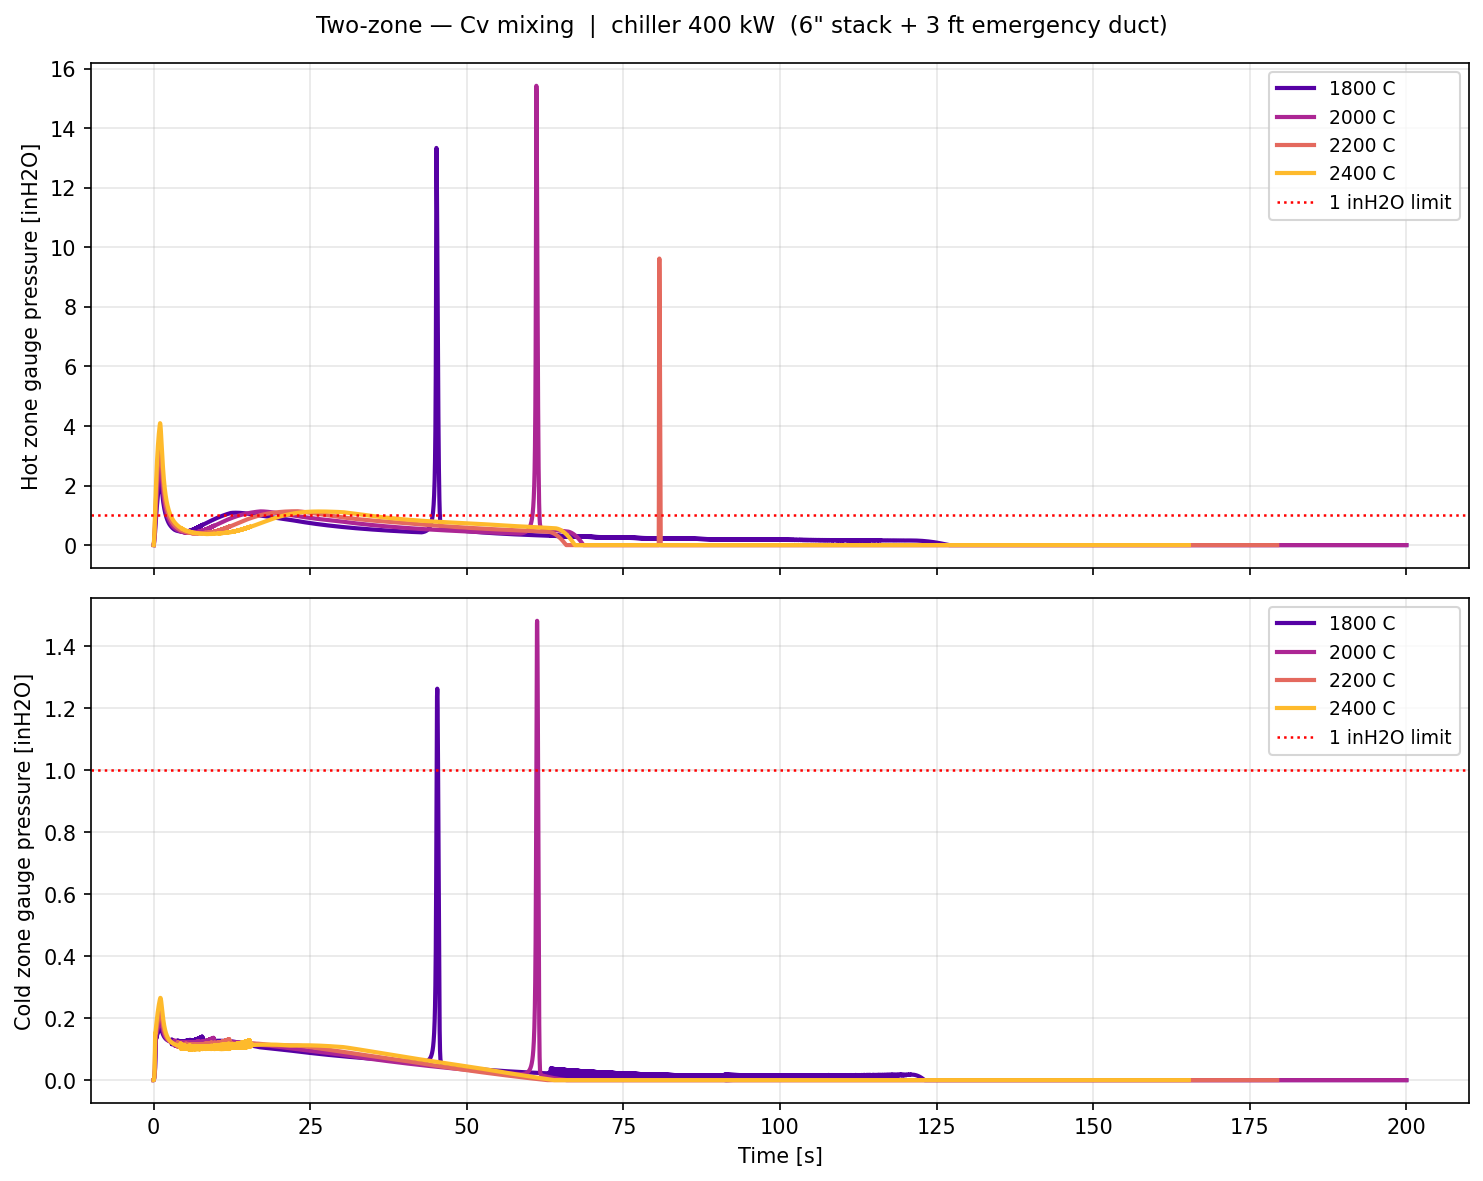 Two-zone — Cv mixing | chiller 400 kW (6" stack + 3 ft emergency duct)
Hot zone gauge pressure [inH2O]
16
14
12
10
8
6
4
2
0
1800 C
2000 C
2200 C
2400 C
1 inH2O limit
Cold zone gauge pressure [inH2O]
1.4
1.2
1.0
0.8
0.6
0.4
0.2
0.0
1800 C
2000 C
2200 C
2400 C
1 inH2O limit
0 25 50 75 100 125 150 175 200
Time [s]